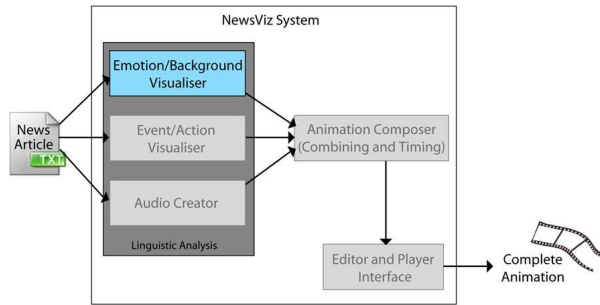 NewsViz System
Emotion/Background
Visualiser
News
Article
TXT
Event/Action
Visualiser
Animation Composer
(Combining and Timing)
Audio Creator
Linguistic Analysis
Editor and Player
Interface
Complete
Animation